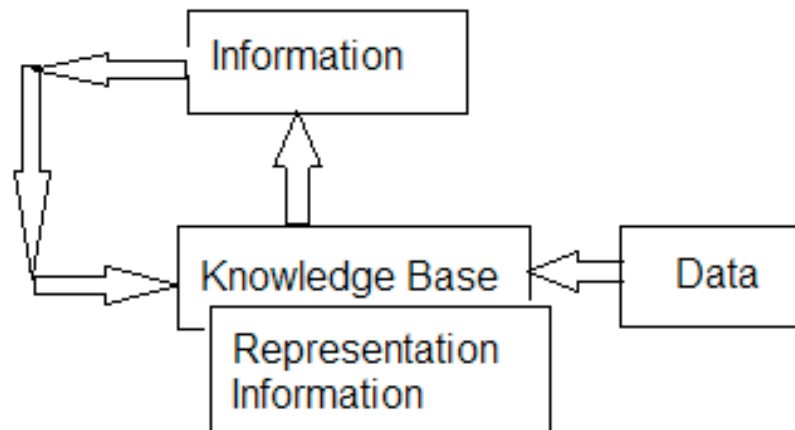 Information
Knowledge Base
Data
Representation
Information